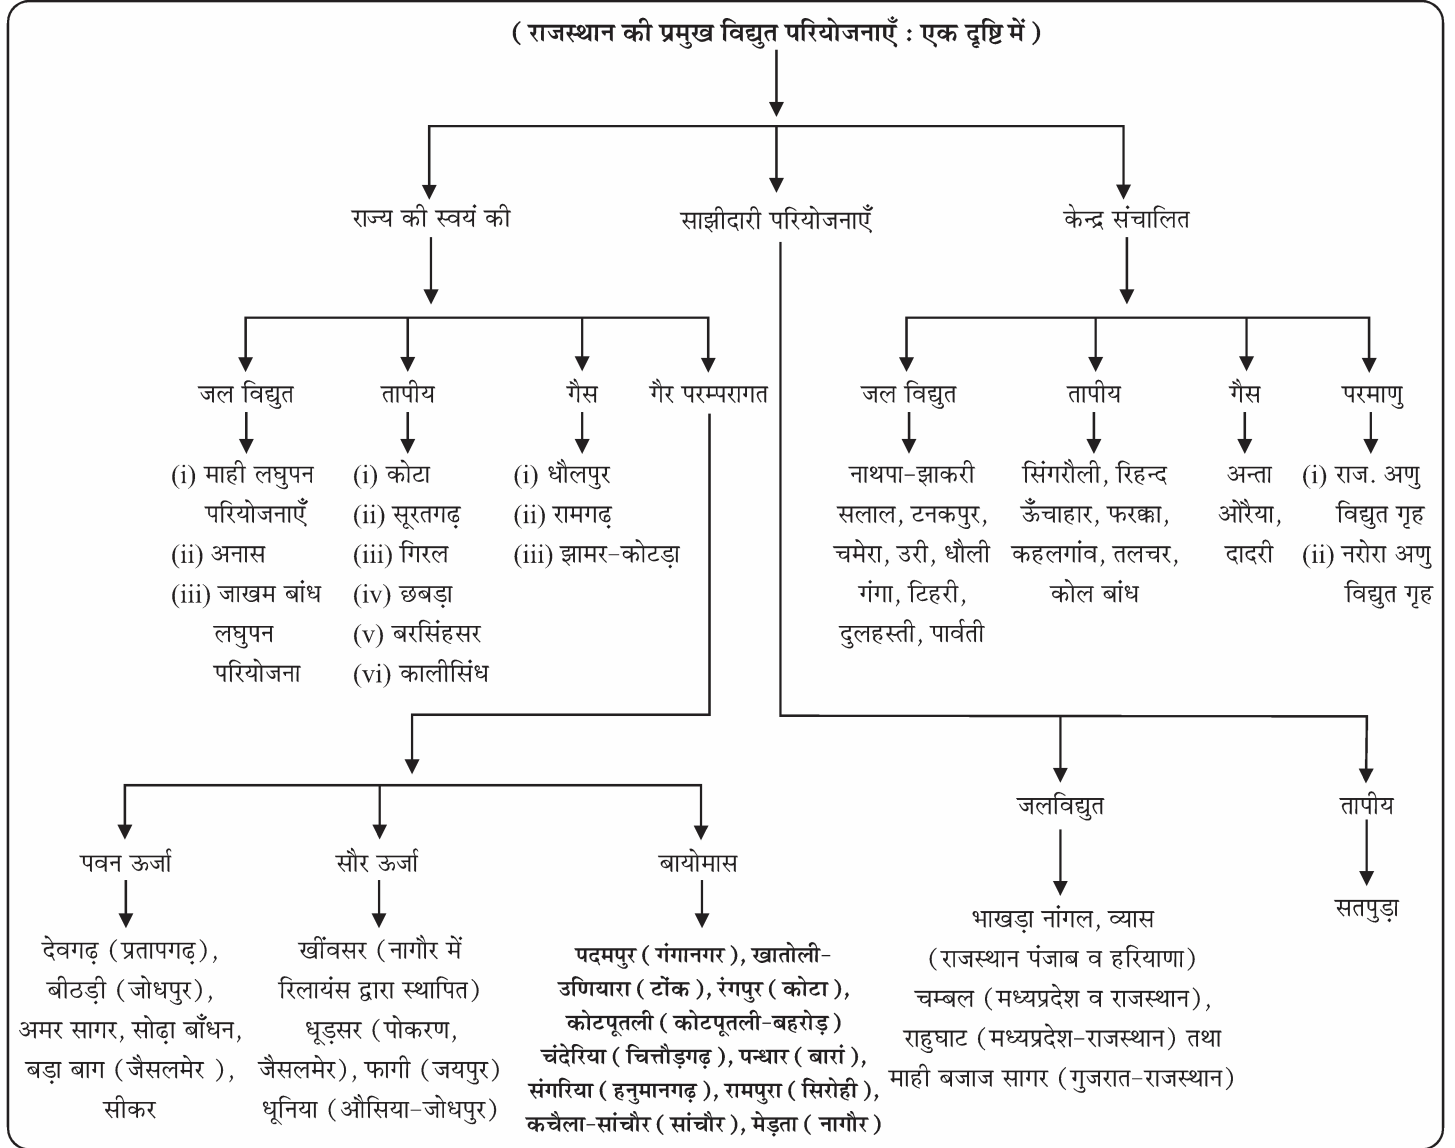 ( राजस्थान की प्रमुख विद्युत परियोजनाएँ : एक दृष्टि में )
राज्य की स्वयं की
साझीदारी परियोजनाएँ
केन्द्र संचालित
जल विद्युत
तापीय
गैस
गैर परम्परागत
जल विद्युत
तापीय
गैस
परमाणु
(i) माही लघुपन
परियोजनाएँ
(ii) अनास
(iii) जाखम बांध
लघुपन
परियोजना
(i) कोटा
(ii) सूरतगढ़
(iii) गिरल
(iv) छबड़ा
(v) बरसिंहसर
(vi) कालीसिंध
(i) धौलपुर
(ii) रामगढ़
(iii) झामर-कोटड़ा
नाथपा-झाकरी
सलाल, टनकपुर,
चमेरा, उरी, धौली
गंगा, टिहरी,
दुलहस्ती, पार्वती
सिंगरौली, रिहन्द
ऊँचाहार, फरक्का,
कहलगांव, तलचर,
कोल बांध
अन्ता
ओरैया,
दादरी
(i) राज. अणु
विद्युत गृह
(ii) नरोरा अणु
विद्युत गृह
पवन ऊर्जा
सौर ऊर्जा
बायोमास
जलविद्युत
तापीय
देवगढ़ (प्रतापगढ़),
बीठड़ी (जोधपुर),
अमर सागर, सोढ़ा बाँधन,
बड़ा बाग (जैसलमेर ),
सीकर
खींवसर (नागौर में
रिलायंस द्वारा स्थापित)
धूड़सर (पोकरण,
जैसलमेर), फागी (जयपुर)
धूनिया (औसिया-जोधपुर)
पदमपुर ( गंगानगर ), खातोली-
उणियारा ( टोंक ), रंगपुर ( कोटा ),
कोटपूतली ( कोटपूतली-बहरोड़ )
चंदेरिया ( चित्तौड़गढ़ ), पन्धार ( बारां ),
संगरिया ( हनुमानगढ़ ), रामपुरा ( सिरोही ),
कचैला-सांचौर ( सांचौर ), मेड़ता ( नागौर )
भाखड़ा नांगल, व्यास
(राजस्थान पंजाब व हरियाणा)
चम्बल (मध्यप्रदेश व राजस्थान),
राहुघाट (मध्यप्रदेश-राजस्थान) तथा
माही बजाज सागर (गुजरात-राजस्थान)
सतपुड़ा